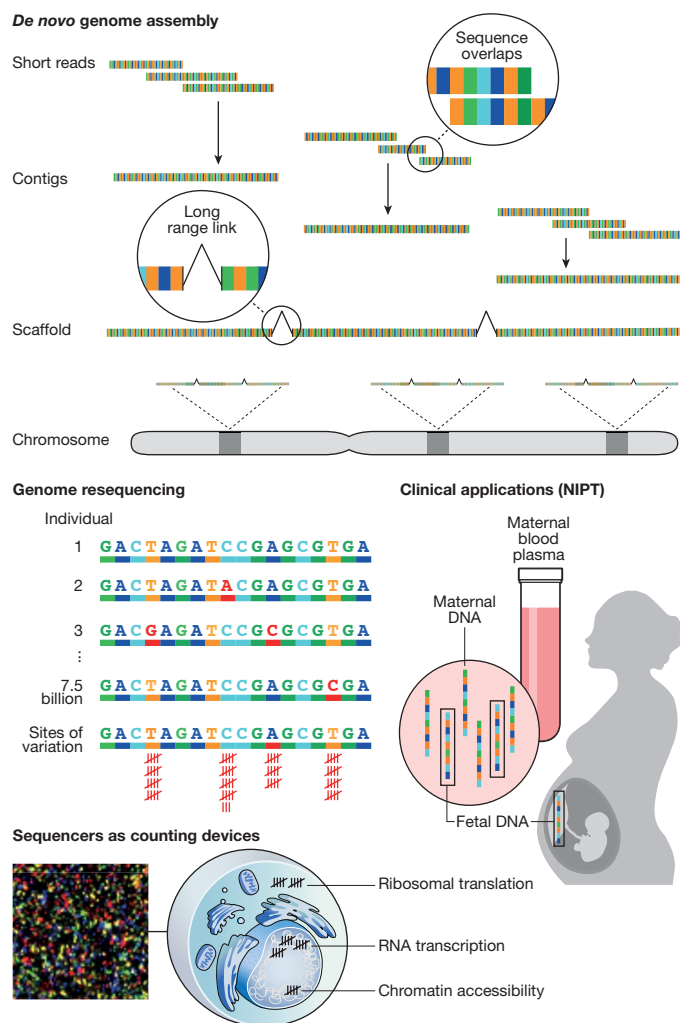 De novo genome assembly
Short reads
Sequence
overlaps
Contigs
Long
range link
Scaffold
Chromosome
Genome resequencing
Individual
1 GACTAGATCCGAGCGTGA
2 GACTAGATACGAGCGTGA
3 GACGAGATCCGCGCGTGA
⋮
7.5
billion GACTAGATCCGAGCGCGA
Sites of
variation GACTAGATCCGAGCGTGA
Clinical applications (NIPT)
Maternal
blood
plasma
Maternal
DNA
Fetal DNA
Sequencers as counting devices
Ribosomal translation
RNA transcription
Chromatin accessibility